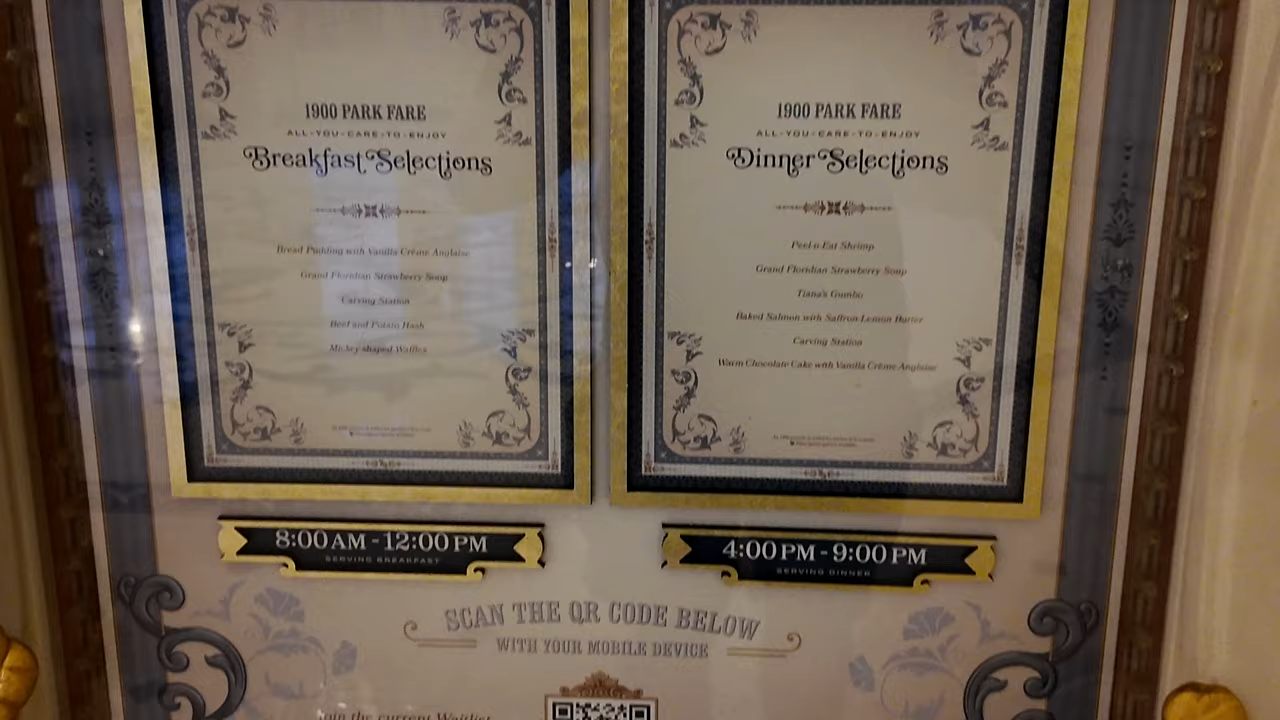 1900 PARK FARE
ALL-YOU-CARE-TO-ENJOY
Breakfast Selections
Bread Pudding with Vanilla Crème Anglaise
Grand Floridian Strawberry Soup
Carving Station
Beef and Potato Hash
Mickey-shaped Waffles
8:00 AM - 12:00 PM
SERVING BREAKFAST
1900 PARK FARE
ALL-YOU-CARE-TO-ENJOY
Dinner Selections
Peel-n-Eat Shrimp
Grand Floridian Strawberry Soup
Tiana's Gumbo
Baked Salmon with Saffron-Lemon Butter
Carving Station
Warm Chocolate Cake with Vanilla Crème Anglaise
4:00 PM - 9:00 PM
SERVING DINNER
SCAN THE QR CODE BELOW
WITH YOUR MOBILE DEVICE
Join the current Waitlist